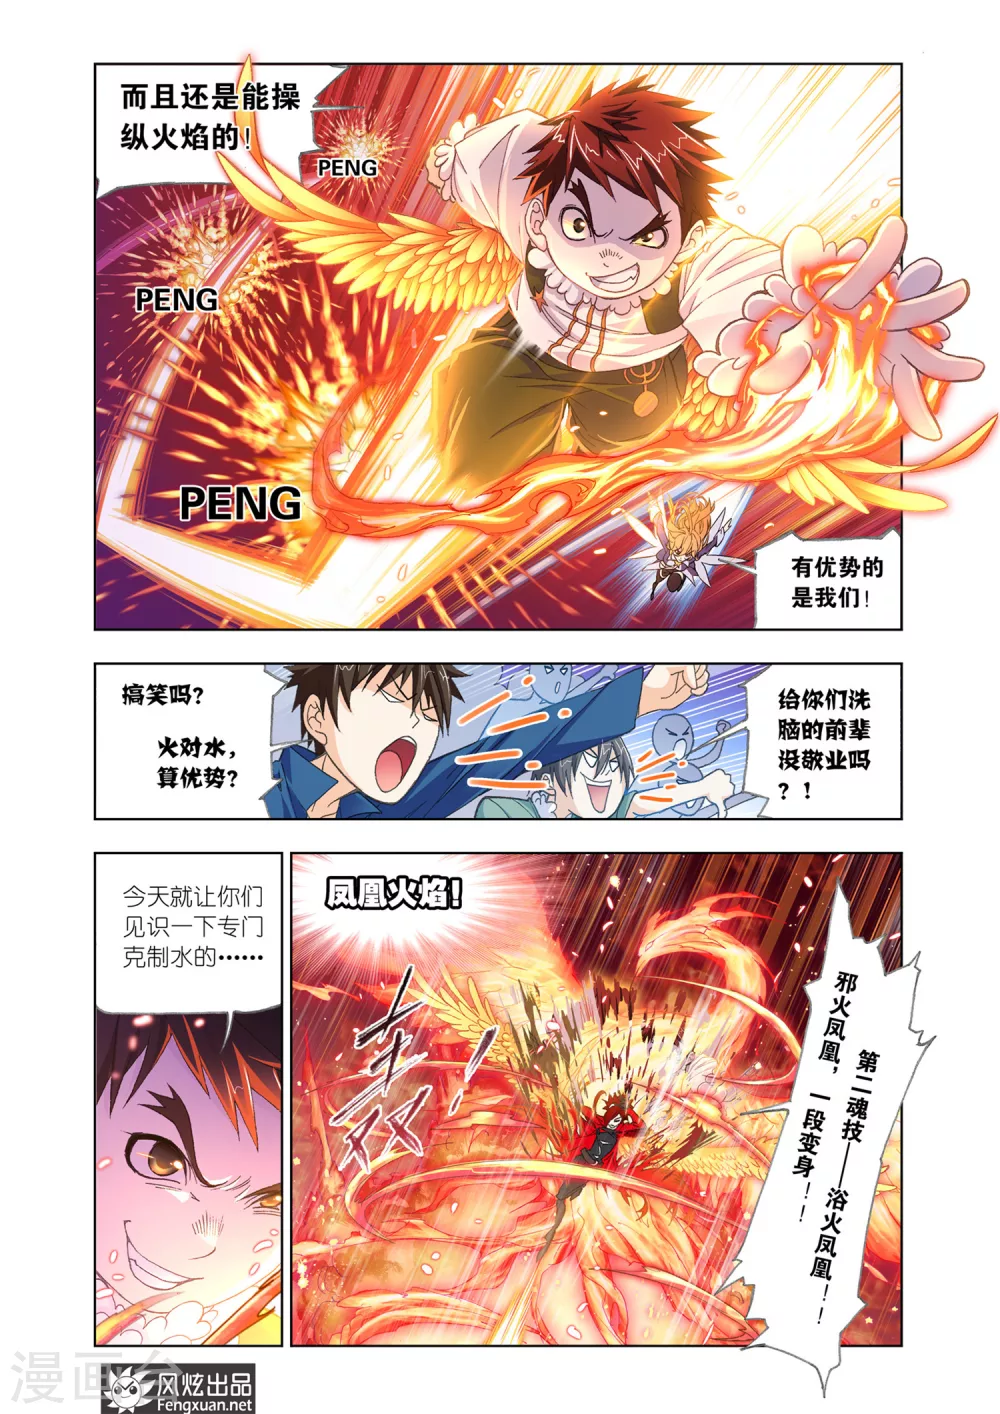 而且还是能操
纵火焰的！
PENG
PENG
PENG
有优势的
是我们！
搞笑吗？
火对水，
算优势？
给你们洗
脑的前辈
没敬业吗
？！
今天就让你们
见识一下专门
克制水的……
凤凰火焰！
第二魂技——浴火凤凰！！
邪火凤凰，一段变身！！
漫画台
风炫出品
Fengxuan.net